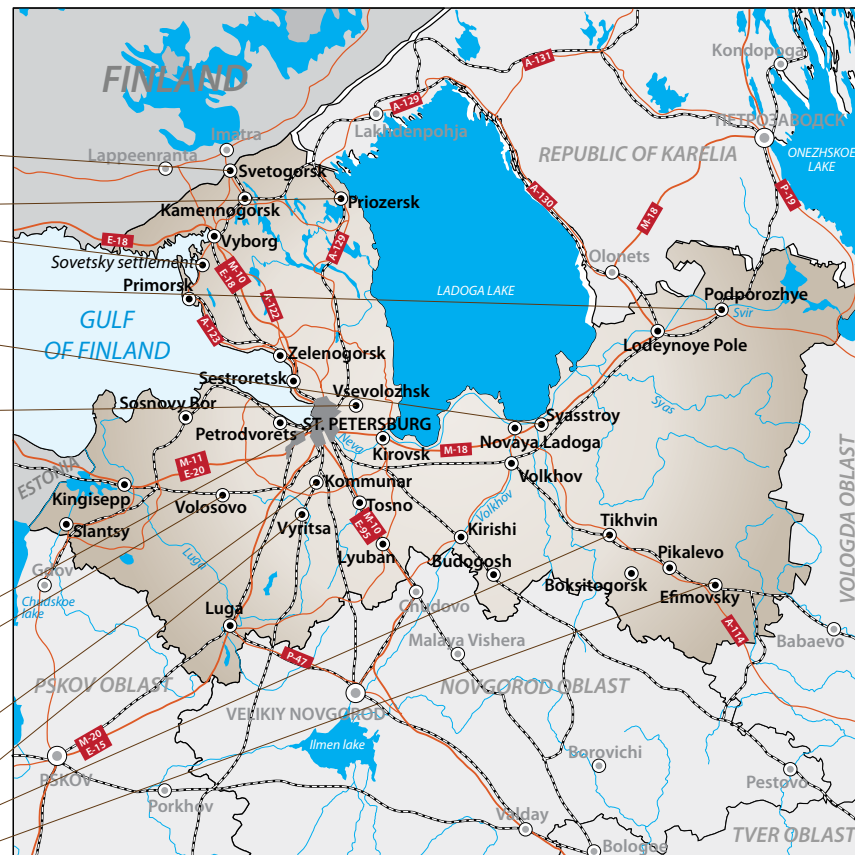 Kondopoga
A-131
FINLAND
A-129
ПЕТРОЗАВОДСК
Imatra
Lakhdenpohja
Lappeenranta
REPUBLIC OF KARELIA
ONEZHSKOE
LAKE
Svetogorsk
A-130
P-19
Kamennogorsk
Priozersk
M-18
E-18
Vyborg
A-129
Olonets
Sovetsky settlement
M-10
E-18
Primorsk
LADOGA LAKE
Podporozhye
A-122
Svir
GULF
OF FINLAND
A-123
Lodeynoye Pole
Zelenogorsk
Sestroretsk
Vsevolozhsk
Sosnovy Bor
Syas
Svasstroy
ST. PETERSBURG
Petrodvorets
Neva
Novaya Ladoga
Kirovsk
M-18
M-11
E-20
ESTONIA
Volkhov
Kingisepp
Kommunar
Volosovo
Tosno
Volkhov
VOLOGDA OBLAST
Slantsy
Vyritsa
M-10
E-95
Kirishi
Tikhvin
Lyuban
Luga
Budogosh
Pikalevo
Gdov
Boksitogorsk
Efimovsky
Chudskoe
lake
Chudovo
Luga
A-114
Malaya Vishera
Babaevo
P-47
PSKOV OBLAST
NOVGOROD OBLAST
VELIKIY NOVGOROD
M-20
E-15
Ilmen lake
Borovichi
PSKOV
Pestovo
Porkhov
Valday
TVER OBLAST
Bologoe